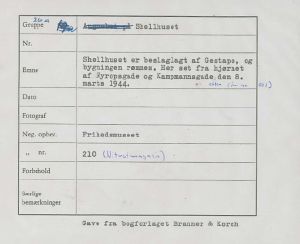 Gruppe Shellhuset
Nr.
Emne Shellhuset er beslaglagt af Gestapo, og
bygningen rømmes. Her set fra hjørnet
af Nyropsgade og Kampmannsgade den 8.
marts 1944.
Dato
Fotograf
Neg. opbev. Frihedsmuseet
„ nr. 210 (Nitratmagasin)
Forbehold
Særlige
bemærkninger
Gave fra bogforlaget Branner & Korch